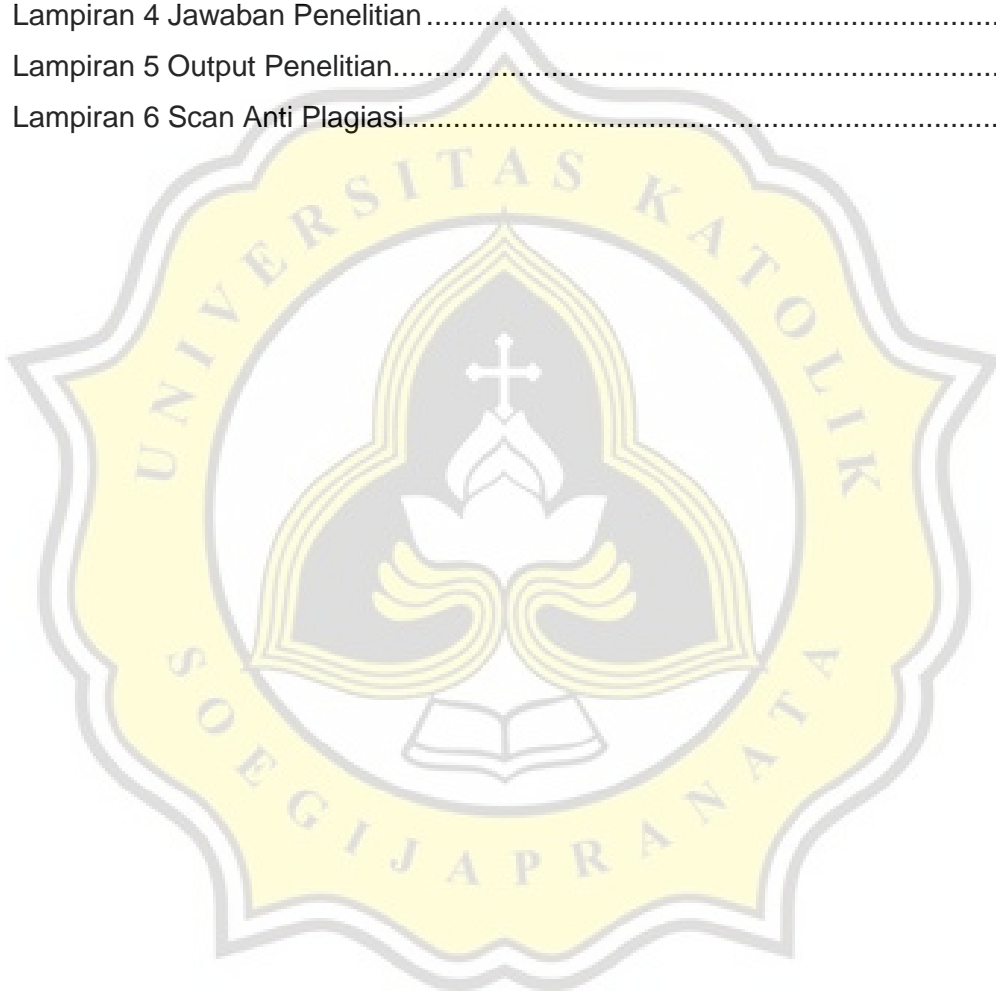 Lampiran 4 Jawaban Penelitian ........................................................................
Lampiran 5 Output Penelitian............................................................................
Lampiran 6 Scan Anti Plagiasi..........................................................................
UNIVERSITAS KATOLIK
SOEGIJAPRANATA